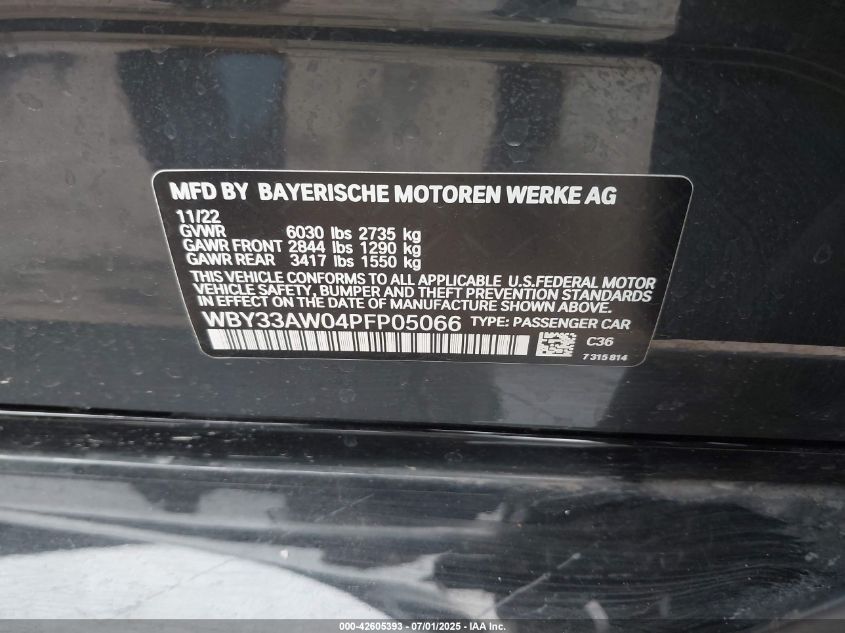 MFD BY BAYERISCHE MOTOREN WERKE AG
11/22
GVWR 6030 lbs 2735 kg
GAWR FRONT 2844 lbs 1290 kg
GAWR REAR 3417 lbs 1550 kg
THIS VEHICLE CONFORMS TO ALL APPLICABLE U.S.FEDERAL MOTOR
VEHICLE SAFETY, BUMPER AND THEFT PREVENTION STANDARDS
IN EFFECT ON THE DATE OF MANUFACTURE SHOWN ABOVE.
WBY33AW04PFP05066 TYPE: PASSENGER CAR
C36
7 315 814
000-42605393 - 07/01/2025 - IAAI.COM